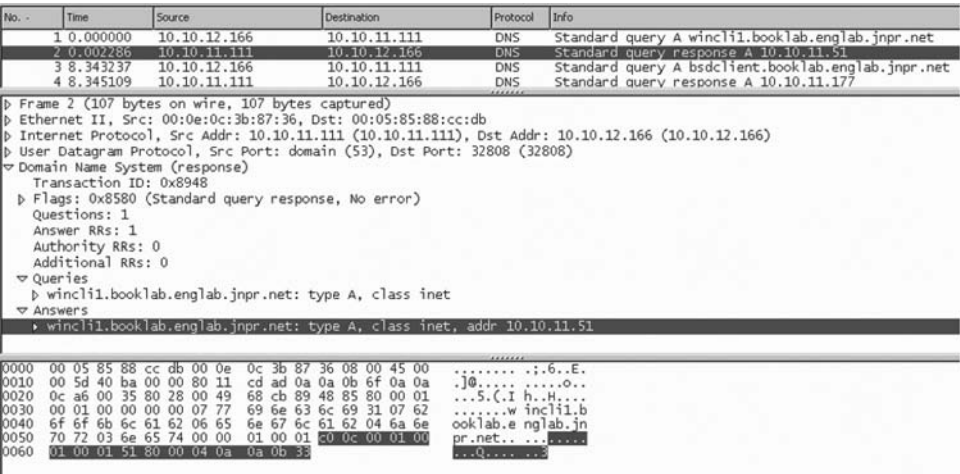 No. - Time Source Destination Protocol Info
1 0.000000 10.10.12.166 10.10.11.111 DNS Standard query A wincli1.booklab.englab.jnpr.net
2 0.002286 10.10.11.111 10.10.12.166 DNS Standard query response A 10.10.11.51
3 8.343237 10.10.12.166 10.10.11.111 DNS Standard query A bsdclient.booklab.englab.jnpr.net
4 8.345109 10.10.11.111 10.10.12.166 DNS Standard query response A 10.10.11.177
Frame 2 (107 bytes on wire, 107 bytes captured)
Ethernet II, Src: 00:0e:0c:3b:87:36, Dst: 00:05:85:88:cc:db
Internet Protocol, Src Addr: 10.10.11.111 (10.10.11.111), Dst Addr: 10.10.12.166 (10.10.12.166)
User Datagram Protocol, Src Port: domain (53), Dst Port: 32808 (32808)
Domain Name System (response)
Transaction ID: 0x8948
Flags: 0x8580 (Standard query response, No error)
Questions: 1
Answer RRs: 1
Authority RRs: 0
Additional RRs: 0
Queries
wincli1.booklab.englab.jnpr.net: type A, class inet
Answers
wincli1.booklab.englab.jnpr.net: type A, class inet, addr 10.10.11.51
0000 00 05 85 88 cc db 00 0e 0c 3b 87 36 08 00 45 00 ........ .;.6..E.
0010 00 5d 40 ba 00 00 80 11 cd ad 0a 0a 0b 6f 0a 0a .]@..... .....o..
0020 0c a6 00 35 80 28 00 49 68 cb 89 48 85 80 00 01 ...5.(.I h..H....
0030 00 01 00 00 00 00 07 77 69 6e 63 6c 69 31 07 62 .......w incli1.b
0040 6f 6f 6b 6c 61 62 06 65 6e 67 6c 61 62 04 6a 6e ooklab.e nglab.jn
0050 70 72 03 6e 65 74 00 00 01 00 01 c0 0c 00 01 00 pr.net.. ........
0060 01 00 01 51 80 00 04 0a 0a 0b 33 ...Q.... ..3